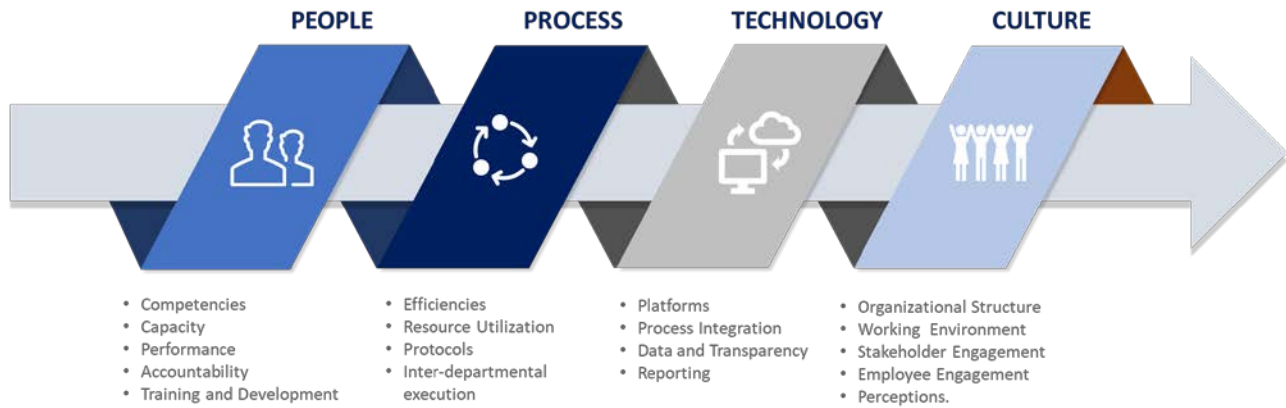 PEOPLE
PROCESS
TECHNOLOGY
CULTURE
• Competencies
• Capacity
• Performance
• Accountability
• Training and Development
• Efficiencies
• Resource Utilization
• Protocols
• Inter-departmental
execution
• Platforms
• Process Integration
• Data and Transparency
• Reporting
• Organizational Structure
• Working Environment
• Stakeholder Engagement
• Employee Engagement
• Perceptions.